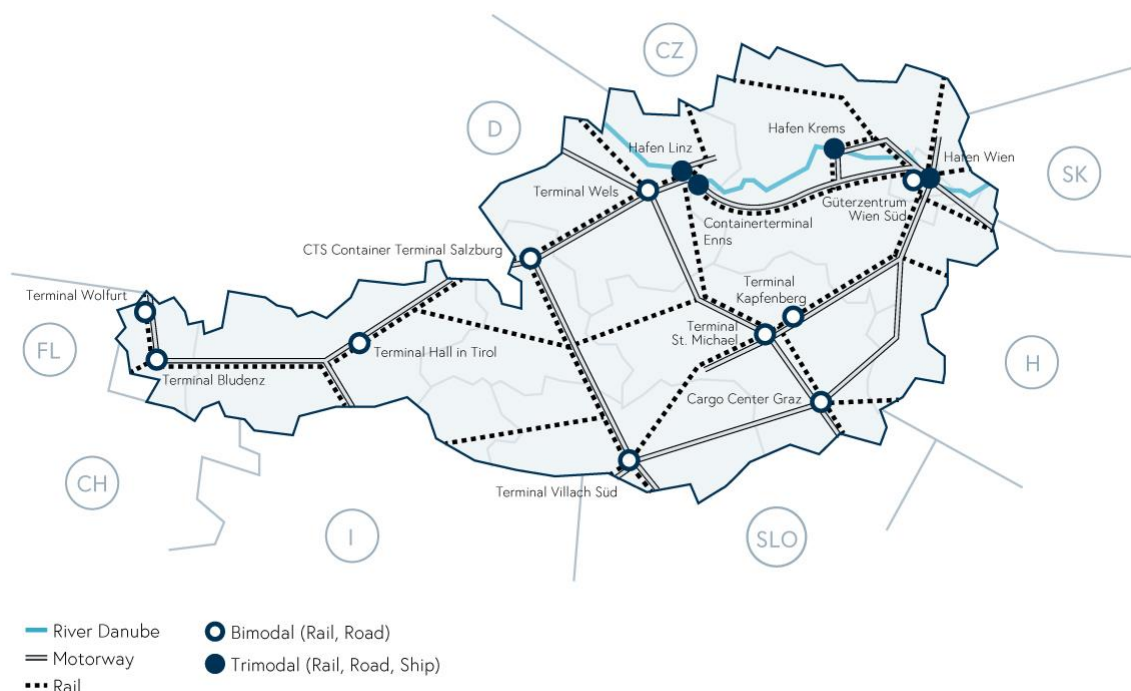 CZ
D
Hafen Krems
Hafen Linz
Hafen Wien
SK
Terminal Wels
Güterzentrum
Wien Süd
Containerterminal
Enns
CTS Container Terminal Salzburg
Terminal
Kapfenberg
Terminal Wolfurt
Terminal
St. Michael
FL
Terminal Hall in Tirol
H
Terminal Bludenz
Cargo Center Graz
CH
Terminal Villach Süd
I
SLO
River Danube
Bimodal (Rail, Road)
Motorway
Trimodal (Rail, Road, Ship)
Rail